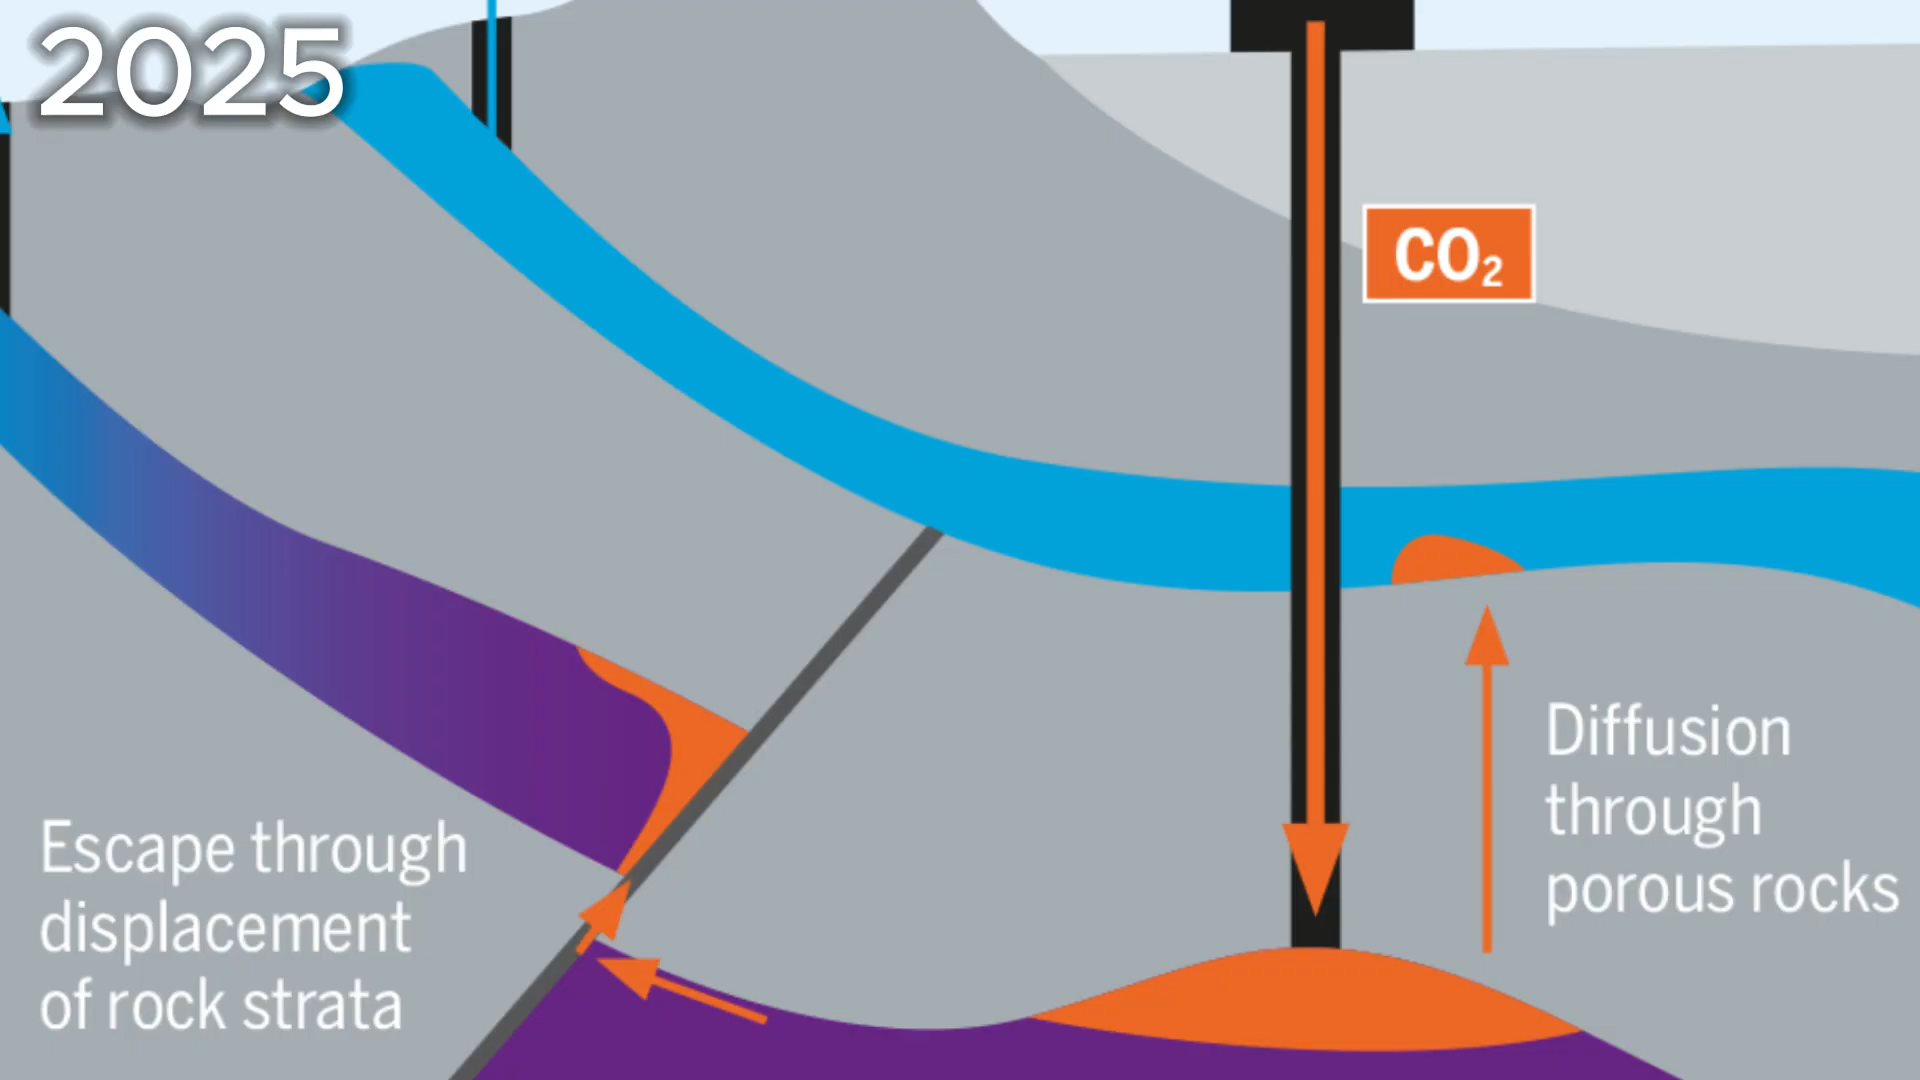 2025
CO₂
Diffusion
through
porous rocks
Escape through
displacement
of rock strata